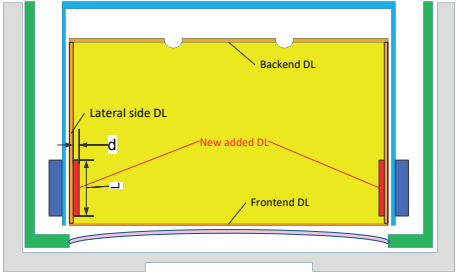 Backend DL
Lateral side DL
d
New added DL
L
Frontend DL